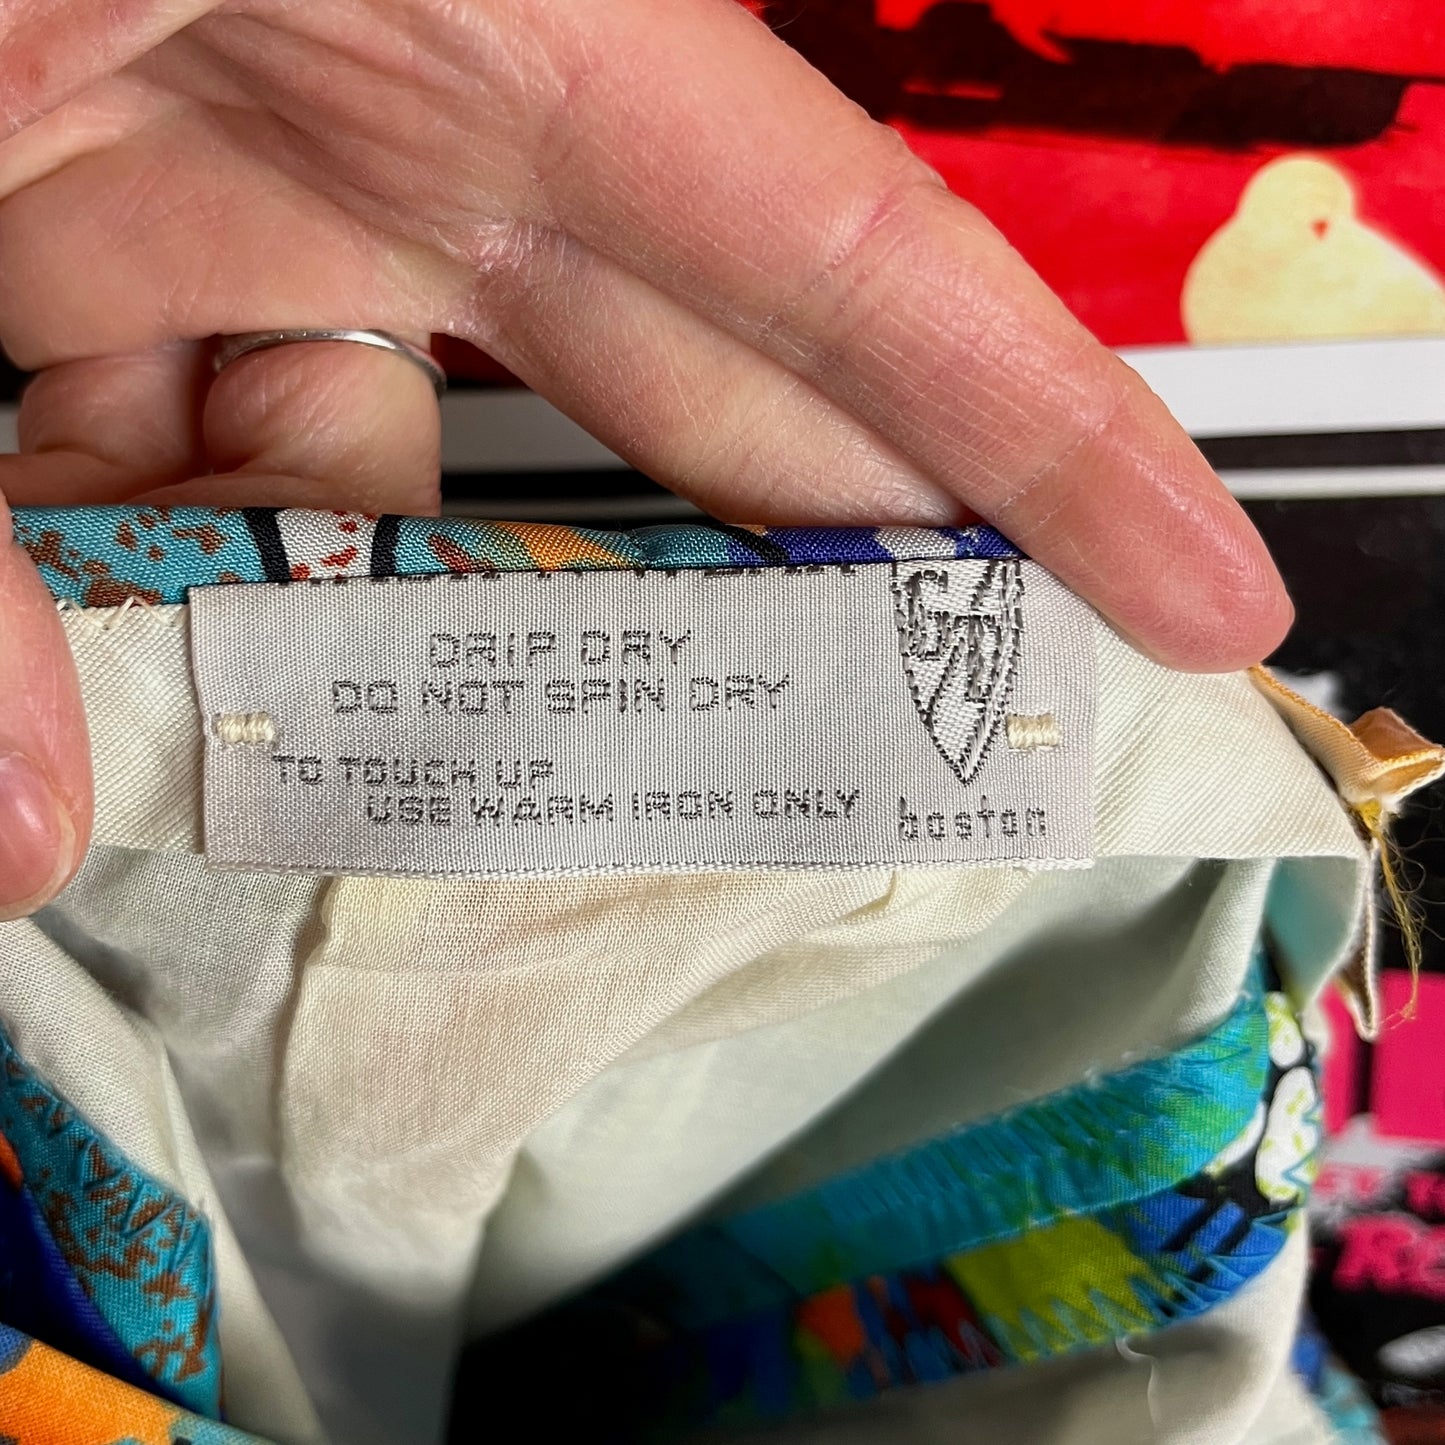 DRIP DRY
DO NOT SPIN DRY
TO TOUCH UP
USE WARM IRON ONLY
boston